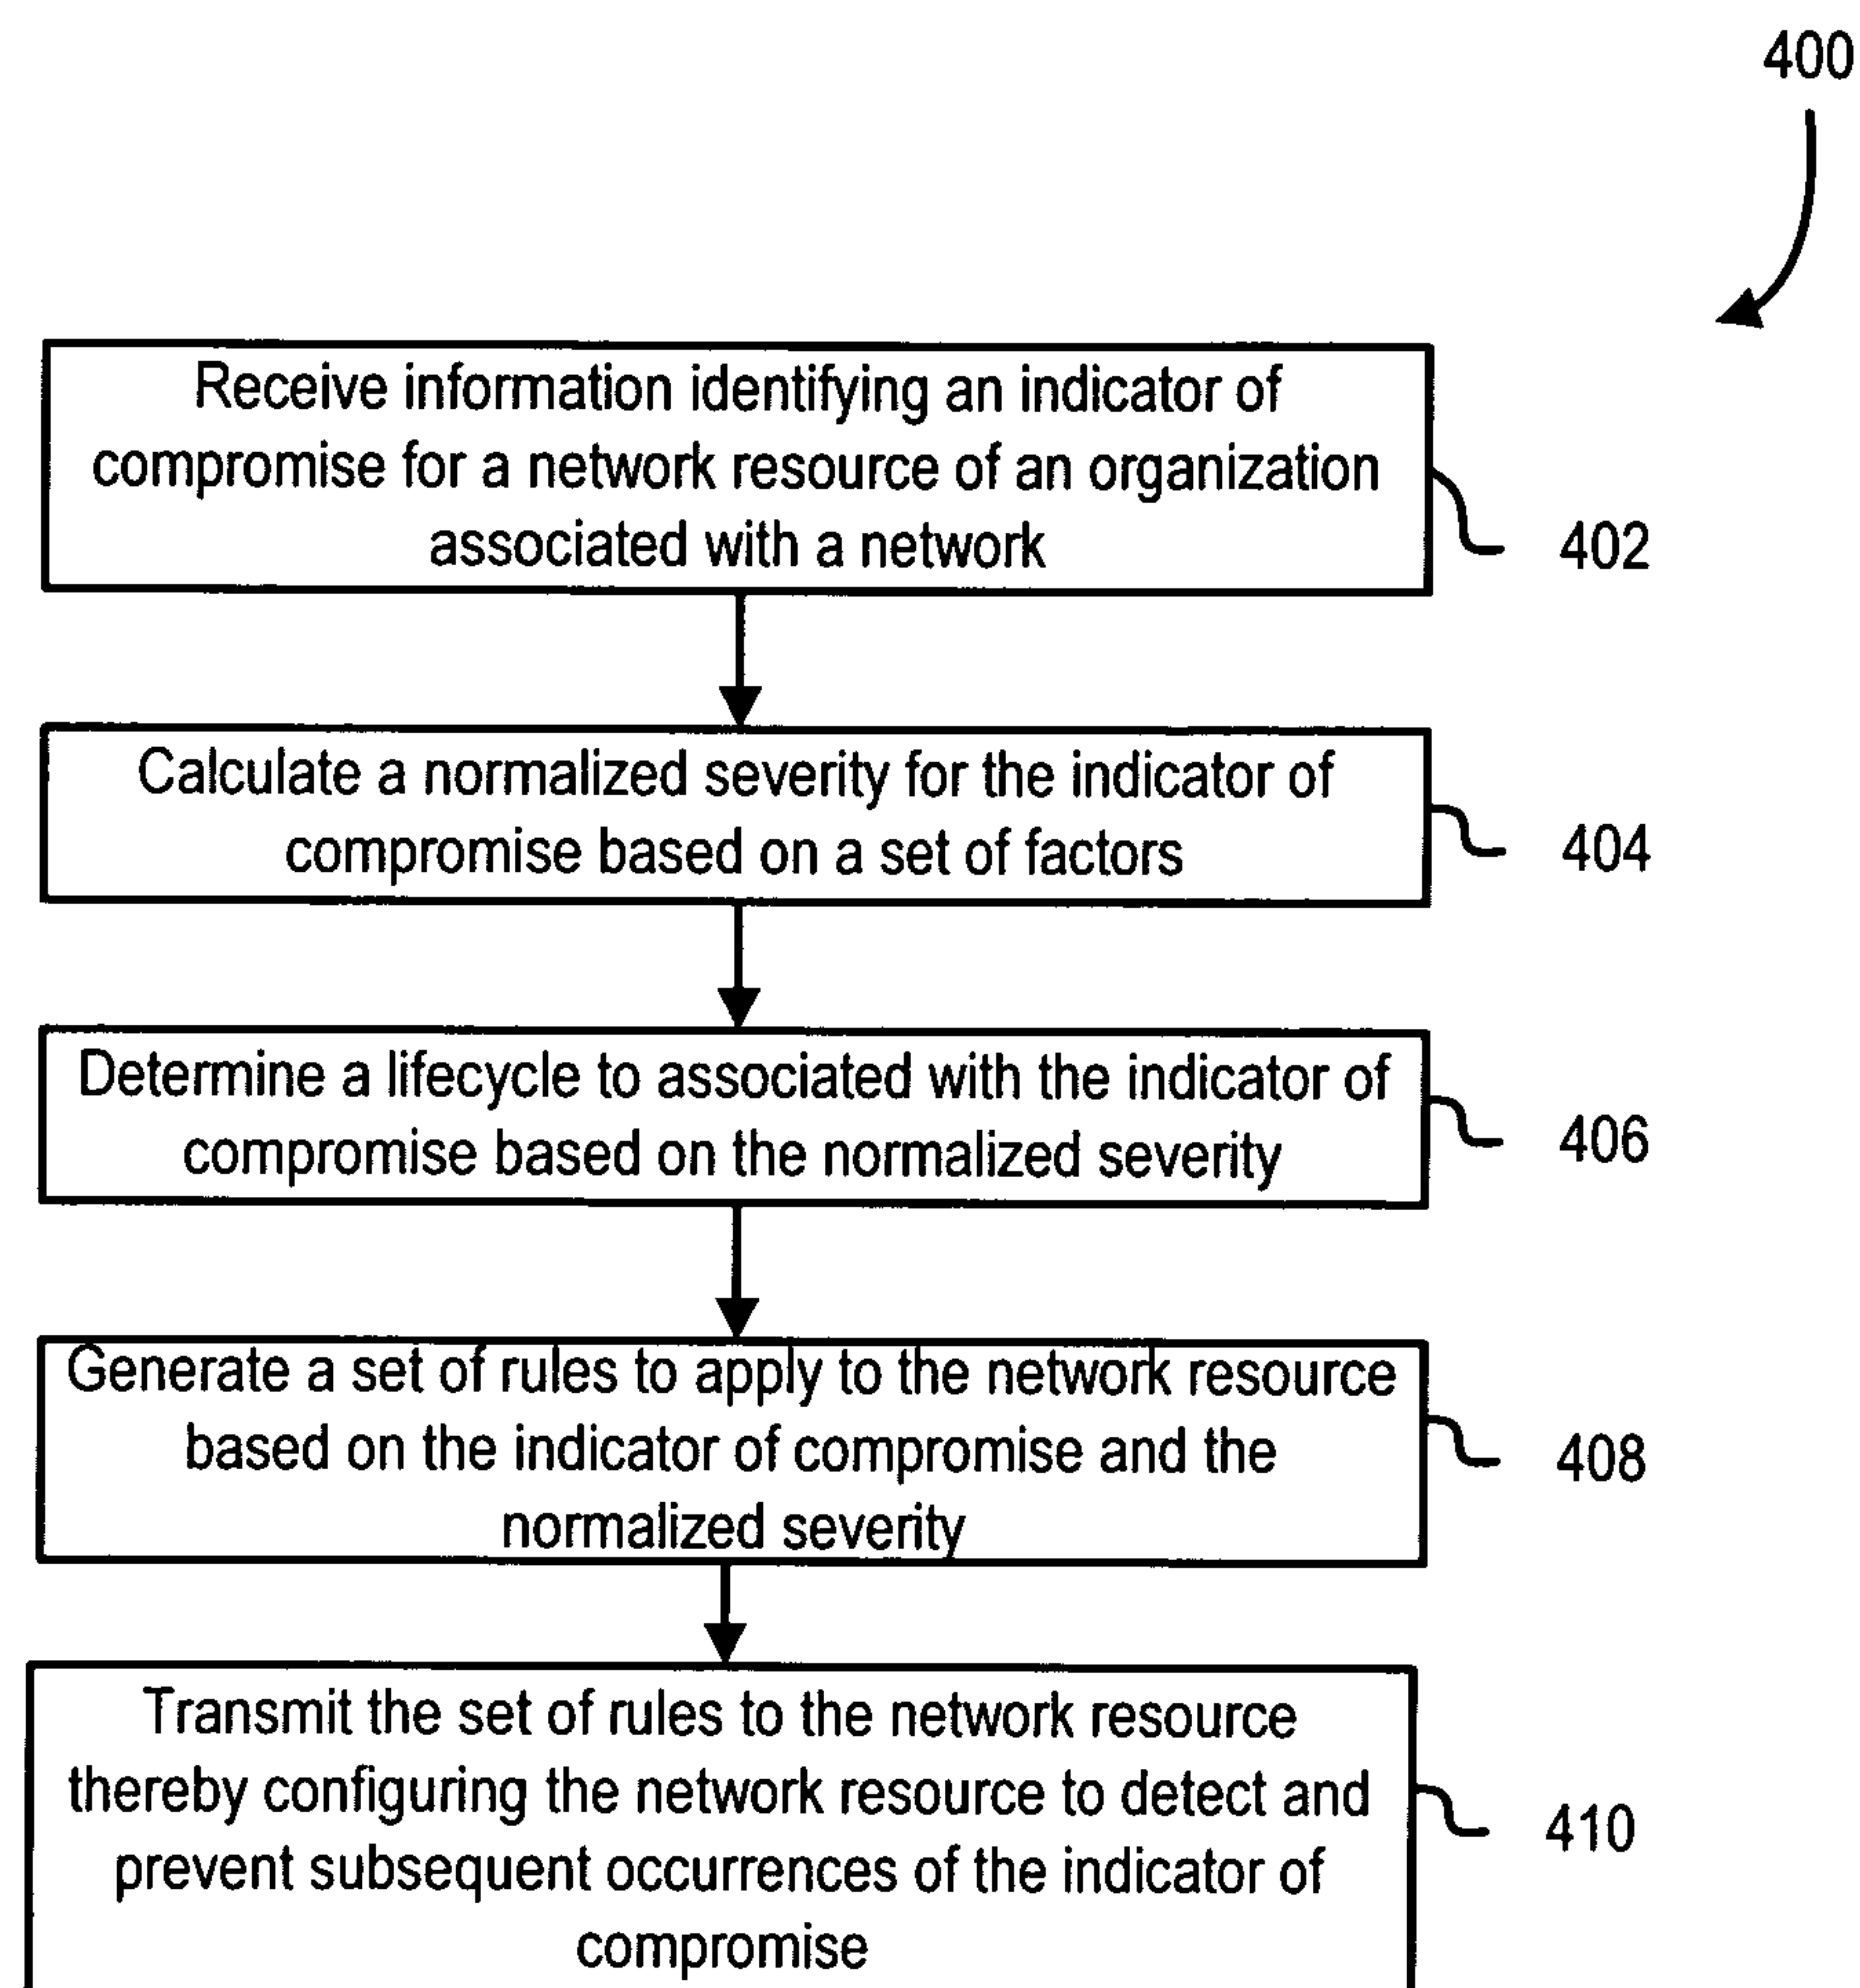 400
Receive information identifying an indicator of
compromise for a network resource of an organization
associated with a network
402
Calculate a normalized severity for the indicator of
compromise based on a set of factors
404
Determine a lifecycle to associated with the indicator of
compromise based on the normalized severity
406
Generate a set of rules to apply to the network resource
based on the indicator of compromise and the
normalized severity
408
Transmit the set of rules to the network resource
thereby configuring the network resource to detect and
prevent subsequent occurrences of the indicator of
compromise
410